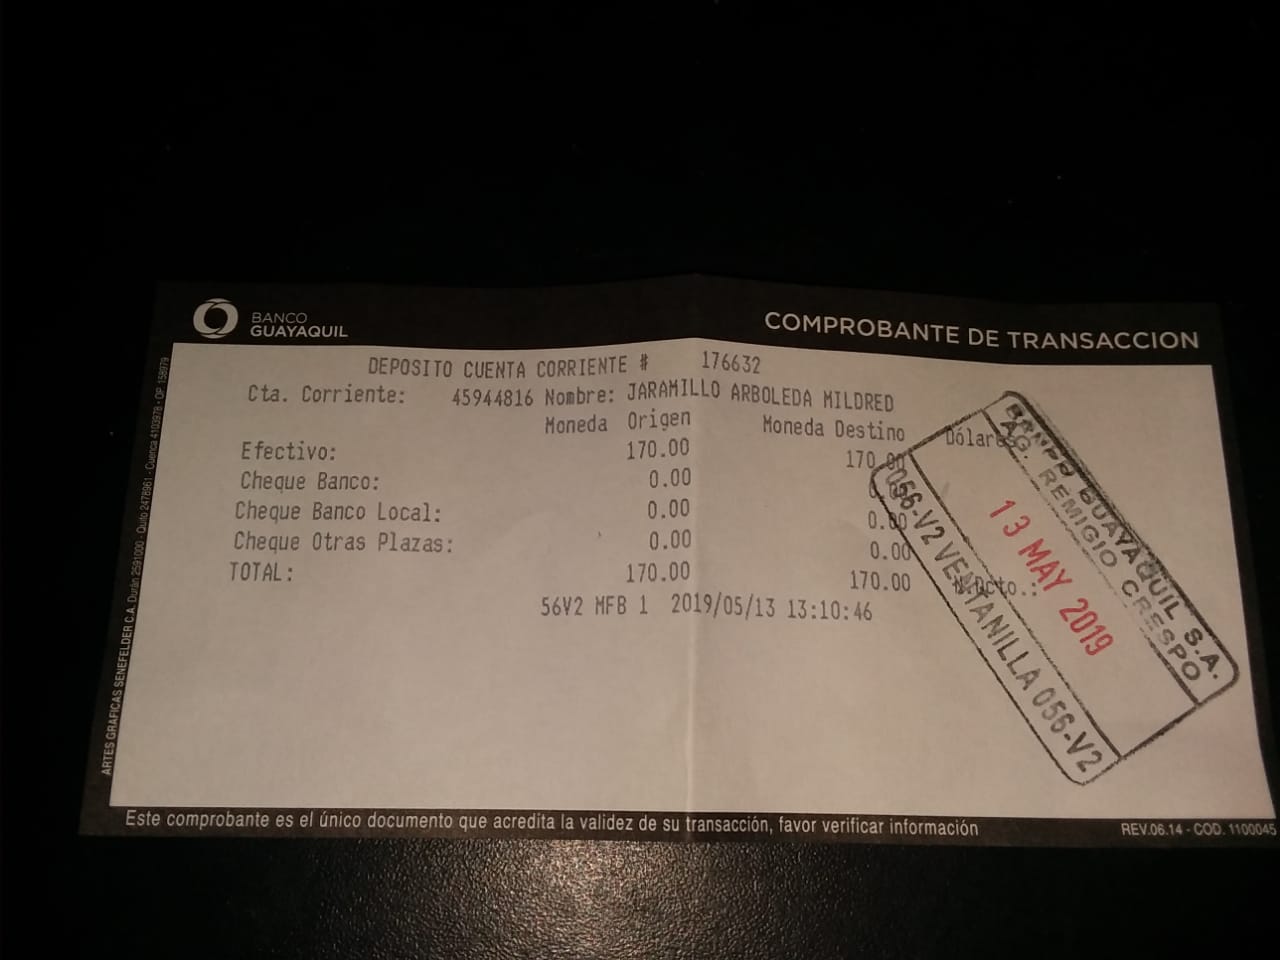 BANCO
GUAYAQUIL
COMPROBANTE DE TRANSACCION
DEPOSITO CUENTA CORRIENTE # 176632
Cta. Corriente: 45944816 Nombre: JARAMILLO ARBOLEDA MILDRED
Moneda Origen Moneda Destino Dólares
Efectivo: 170.00 170.00
Cheque Banco: 0.00 0.00
Cheque Banco Local: 0.00 0.00
Cheque Otras Plazas: 0.00 0.00
TOTAL: 170.00 170.00 N.Dcto.:
56V2 MFB 1 2019/05/13 13:10:46
BANCO GUAYAQUIL S.A.
AG. REMIGIO CRESPO
13 MAY 2019
056-V2 VENTANILLA 056-V2
ARTES GRAFICAS SENEFELDER C.A. Durán 2591000 - Quito 2478961 - Cuenca 4103978 - OP 158979
Este comprobante es el único documento que acredita la validez de su transacción, favor verificar información
REV.06.14 - COD. 1100045